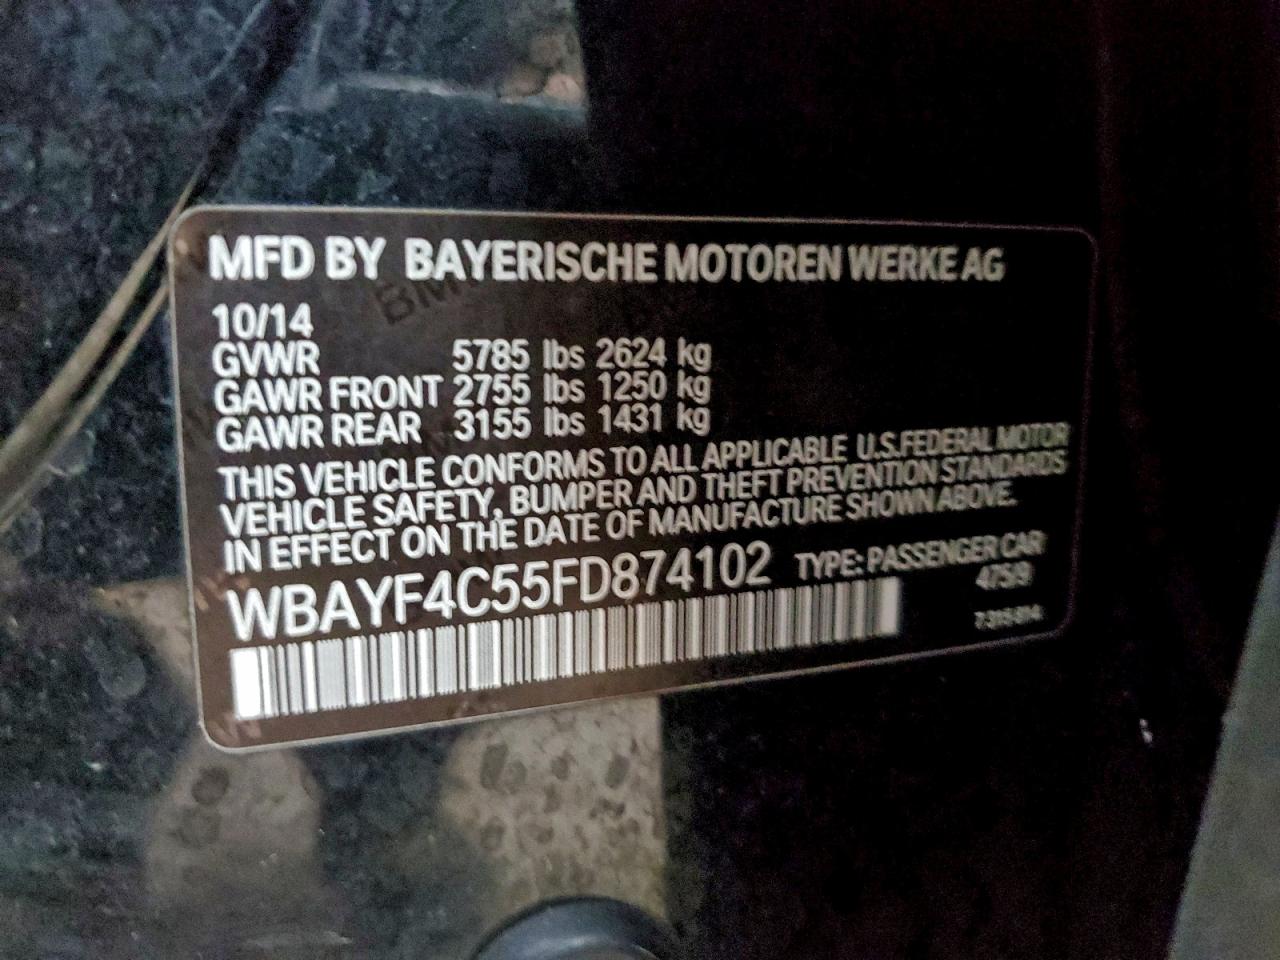 MFD BY BAYERISCHE MOTOREN WERKE AG
10/14
GVWR 5785 lbs 2624 kg
GAWR FRONT 2755 lbs 1250 kg
GAWR REAR 3155 lbs 1431 kg
THIS VEHICLE CONFORMS TO ALL APPLICABLE U.S.FEDERAL MOTOR
VEHICLE SAFETY, BUMPER AND THEFT PREVENTION STANDARDS
IN EFFECT ON THE DATE OF MANUFACTURE SHOWN ABOVE.
WBAYF4C55FD874102 TYPE: PASSENGER CAR
475/9